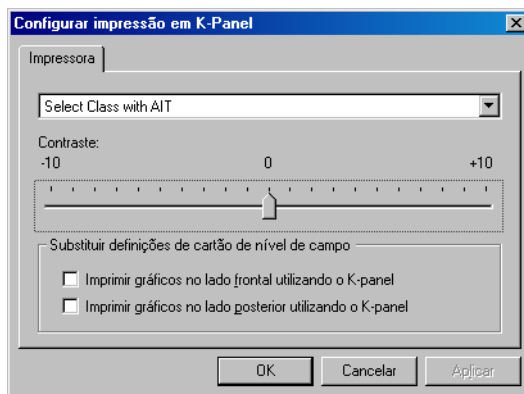 Configurar impressão em K-Panel
Impressora
Select Class with AIT
Contraste:
-10 0 +10
Substituir definições de cartão de nível de campo
Imprimir gráficos no lado frontal utilizando o K-panel
Imprimir gráficos no lado posterior utilizando o K-panel
OK Cancelar Aplicar